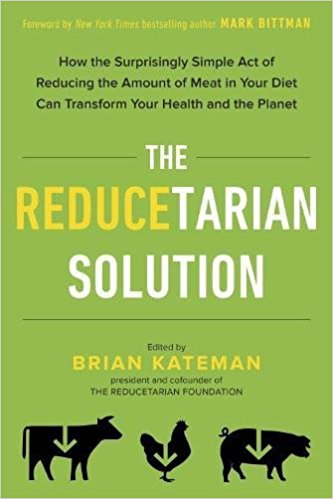 Foreword by New York Times bestselling author MARK BITTMAN
How the Surprisingly Simple Act of
Reducing the Amount of Meat in Your Diet
Can Transform Your Health and the Planet
THE
REDUCETARIAN
SOLUTION
Edited by
BRIAN KATEMAN
president and cofounder of
THE REDUCETARIAN FOUNDATION